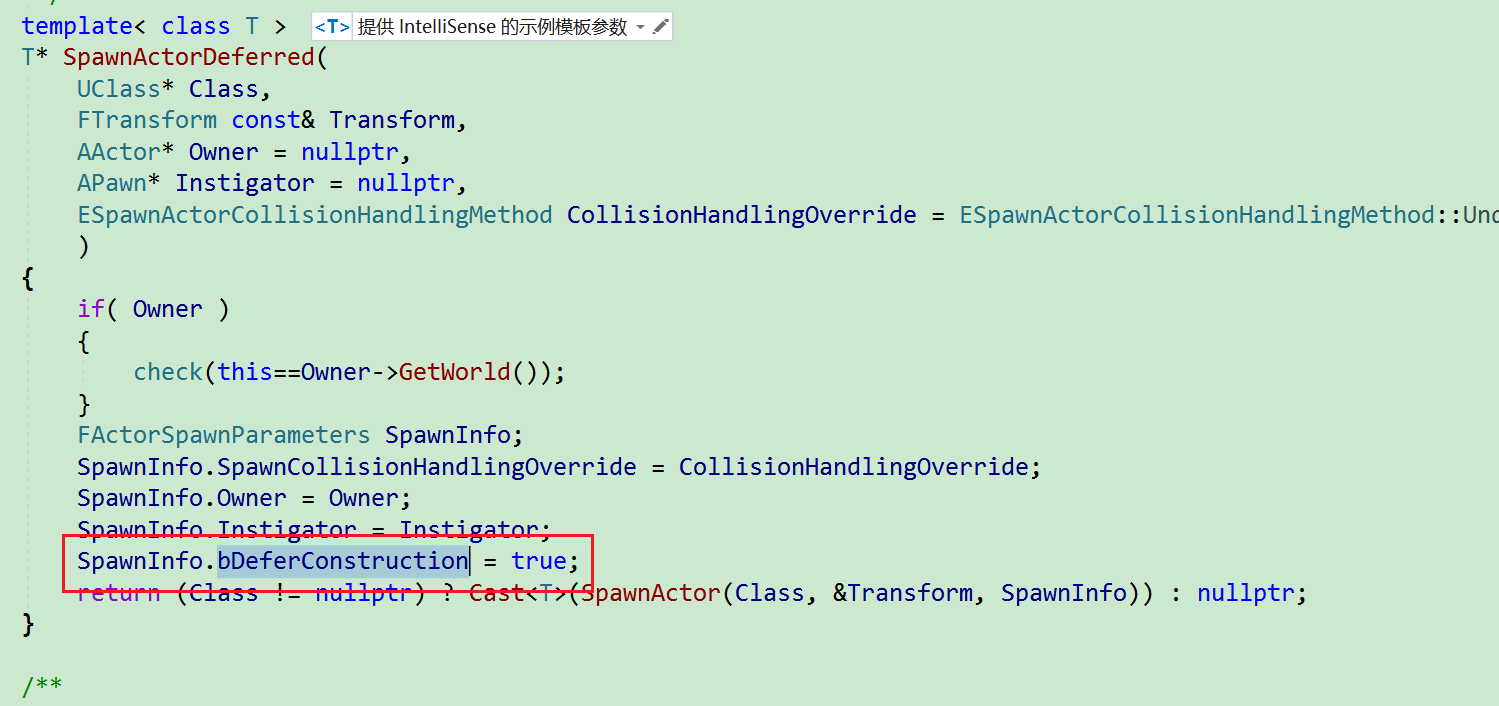 template< class T > <T> 提供 IntelliSense 的示例模板参数
T* SpawnActorDeferred(
UClass* Class,
FTransform const& Transform,
AActor* Owner = nullptr,
APawn* Instigator = nullptr,
ESpawnActorCollisionHandlingMethod CollisionHandlingOverride = ESpawnActorCollisionHandlingMethod::Und
)
{
if( Owner )
{
check(this==Owner->GetWorld());
}
FActorSpawnParameters SpawnInfo;
SpawnInfo.SpawnCollisionHandlingOverride = CollisionHandlingOverride;
SpawnInfo.Owner = Owner;
SpawnInfo.Instigator = Instigator;
SpawnInfo.bDeferConstruction = true;
return (Class != nullptr) ? Cast<T>(SpawnActor(Class, &Transform, SpawnInfo)) : nullptr;
}
/**